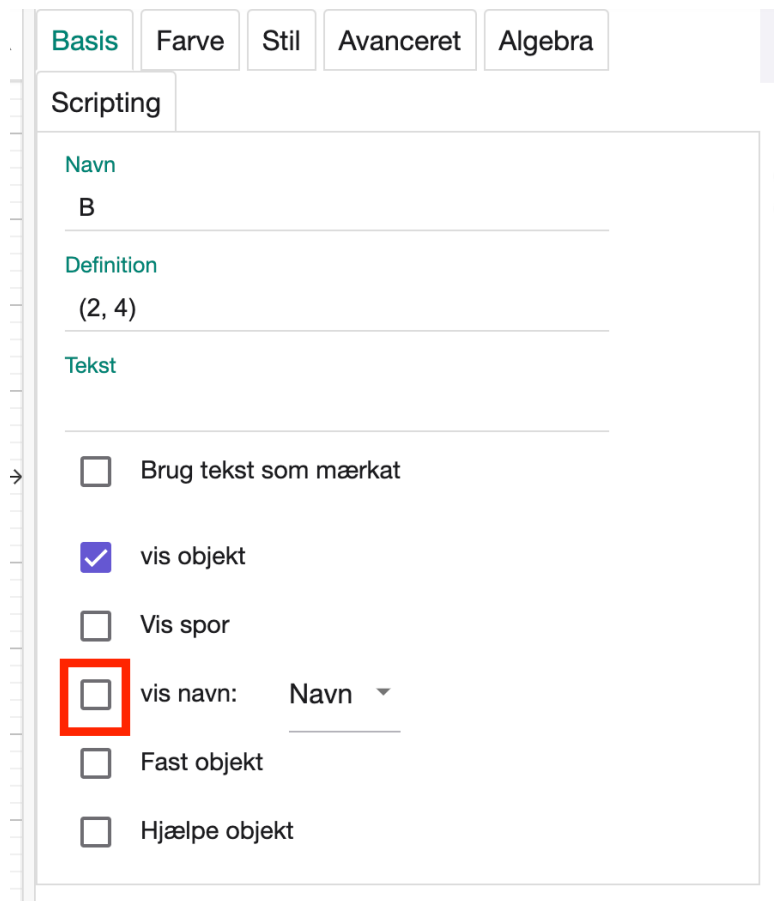 Basis Farve Stil Avanceret Algebra
Scripting
Navn
B
Definition
(2, 4)
Tekst
Brug tekst som mærkat
vis objekt
Vis spor
vis navn: Navn
Fast objekt
Hjælpe objekt